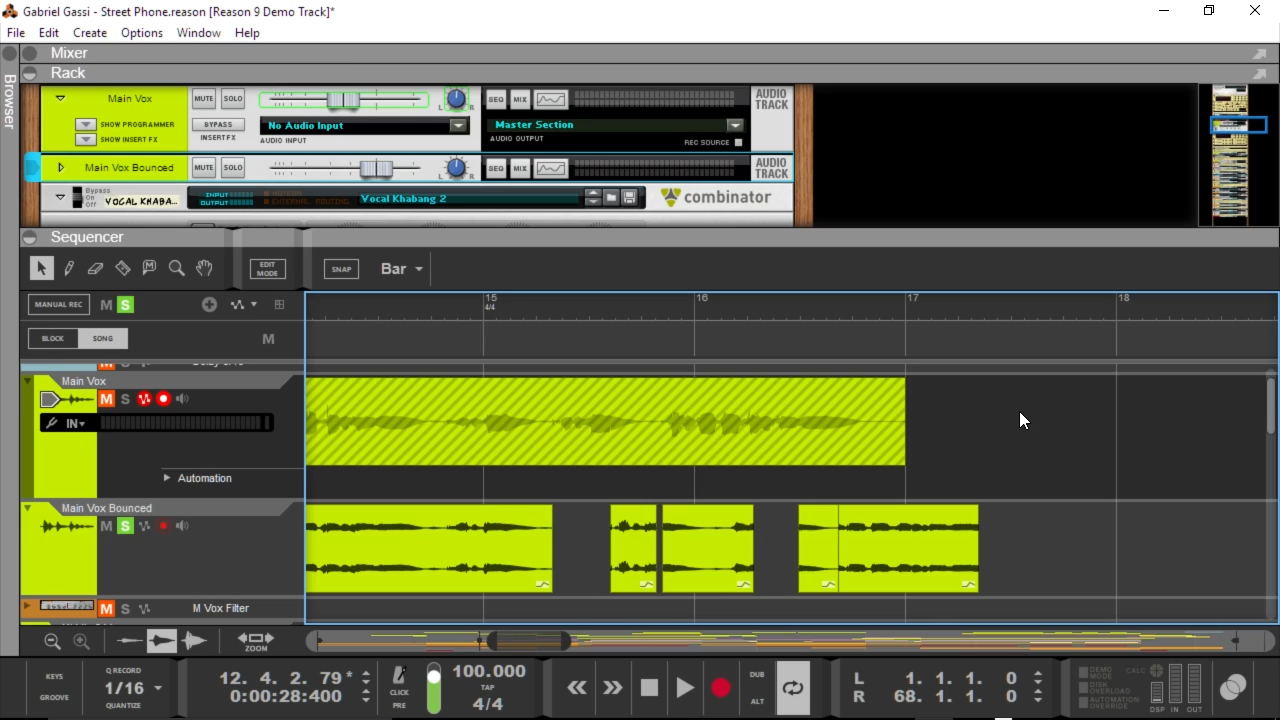 Gabriel Gassi - Street Phone.reason [Reason 9 Demo Track]*
File Edit Create Options Window Help
Mixer
Rack
Browser
Main Vox MUTE SOLO L R SEQ MIX AUDIO TRACK
SHOW PROGRAMMER BYPASS No Audio Input Master Section
SHOW INSERT FX INSERT FX AUDIO INPUT AUDIO OUTPUT REC SOURCE
Main Vox Bounced MUTE SOLO L R SEQ MIX AUDIO TRACK
Bypass On Off VOCAL KHABA... INPUT OUTPUT EXTERNAL ROUTING Vocal Khabang 2 combinator
Sequencer
EDIT MODE SNAP Bar
MANUAL REC M S 15 16 17 18
4/4
BLOCK SONG M
Main Vox
M S
IN
Automation
Main Vox Bounced
M S
M S M Vox Filter
ZOOM
KEYS Q RECORD 12. 4. 2. 79 * CLICK 100.000 DUB L 1. 1. 1. 0 DEMO MODE CALC
1/16 TAP DISK OVERLOAD
GROOVE QUANTIZE 0:00:28:400 PRE 4/4 ALT R 68. 1. 1. 0 AUTOMATION OVERRIDE DSP IN OUT